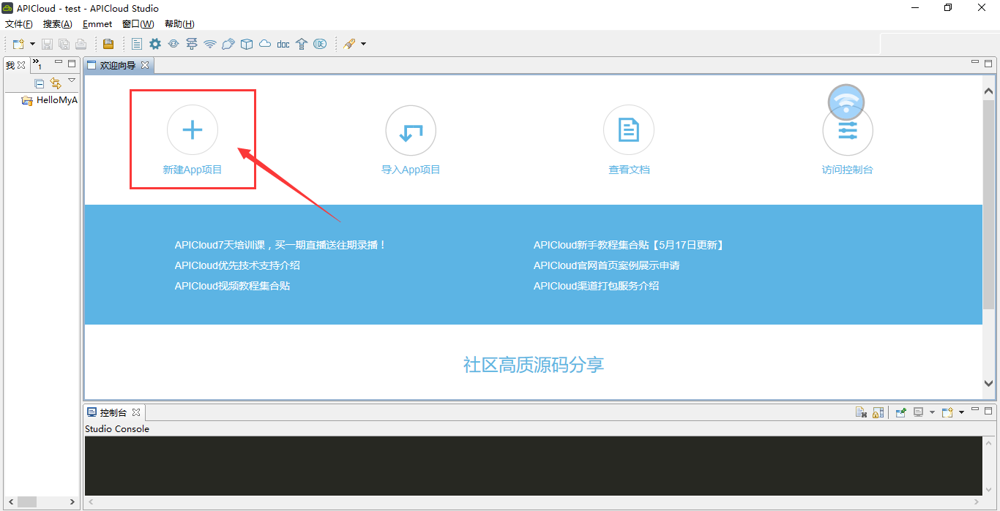 APICloud - test - APICloud Studio
文件(F) 搜索(A) Emmet 窗口(W) 帮助(H)
doc
我 1 欢迎向导
HelloMyA
新建App项目 导入App项目 查看文档 访问控制台
APICloud7天培训课，买一期直播送往期录播！ APICloud新手教程集合贴【5月17日更新】
APICloud优先技术支持介绍 APICloud官网首页案例展示申请
APICloud视频教程集合贴 APICloud渠道打包服务介绍
社区高质源码分享
控制台
Studio Console